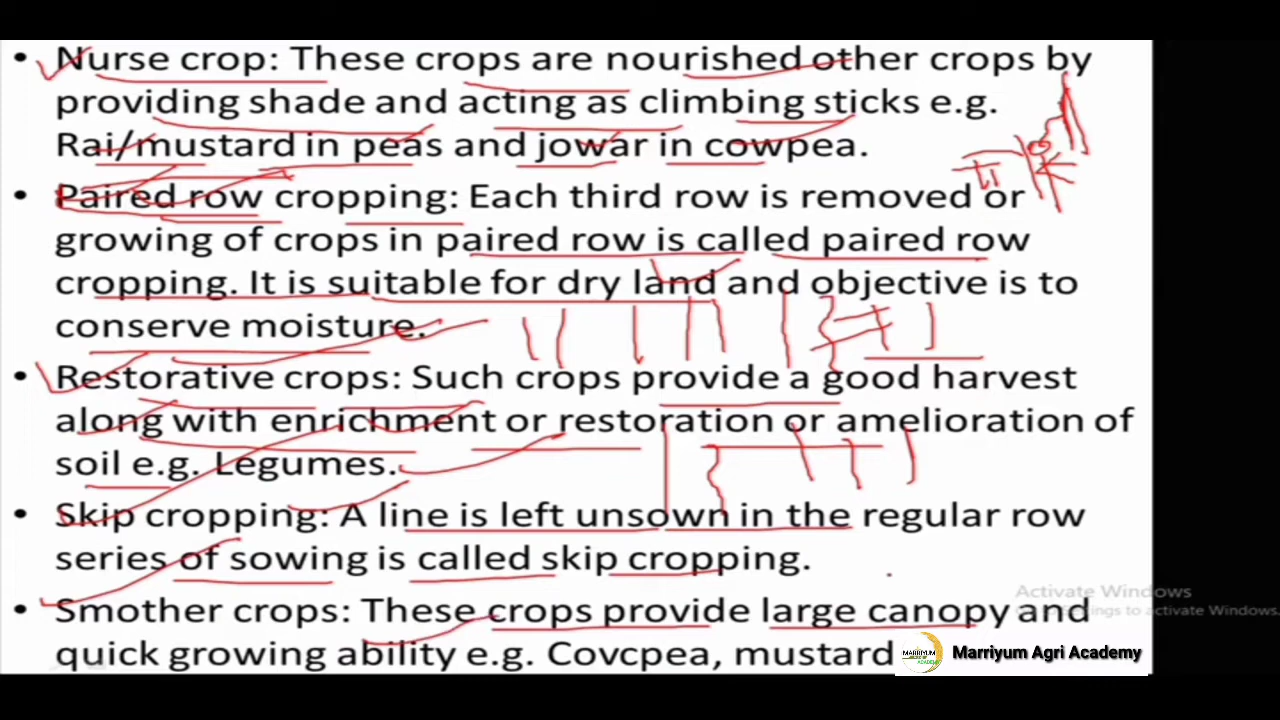 • Nurse crop: These crops are nourished other crops by
providing shade and acting as climbing sticks e.g.
Rai/mustard in peas and jowar in cowpea.
• Paired row cropping: Each third row is removed or
growing of crops in paired row is called paired row
cropping. It is suitable for dry land and objective is to
conserve moisture.
• Restorative crops: Such crops provide a good harvest
along with enrichment or restoration or amelioration of
soil e.g. Legumes.
• Skip cropping: A line is left unsown in the regular row
series of sowing is called skip cropping.
• Smother crops: These crops provide large canopy and
quick growing ability e.g. Covcpea, mustard
Activate Windows
to activate Windows.
MARRIYUM
ACADEMY
Marriyum Agri Academy